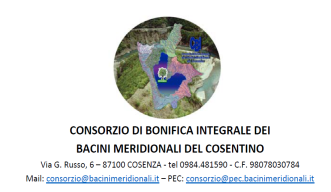 CONSORZIO DI BONIFICA INTEGRALE DEI
BACINI MERIDIONALI DEL COSENTINO
Via G. Russo, 6 – 87100 COSENZA - tel 0984.481590 - C.F. 98078030784
Mail: consorzio@bacinimeridionali.it – PEC: consorzio@pec.bacinimeridionali.it